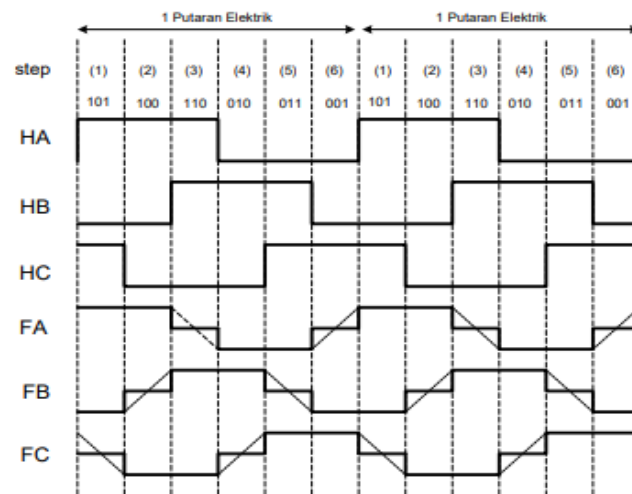 1 Putaran Elektrik 1 Putaran Elektrik
step (1) (2) (3) (4) (5) (6) (1) (2) (3) (4) (5) (6)
101 100 110 010 011 001 101 100 110 010 011 001
HA
HB
HC
FA
FB
FC